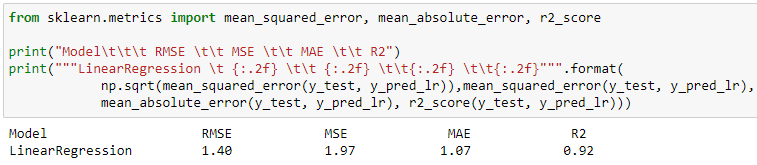 from sklearn.metrics import mean_squared_error, mean_absolute_error, r2_score
print("Model\t\t\t RMSE \t\t MSE \t\t MAE \t\t R2")
print("""LinearRegression \t {:.2f} \t\t {:.2f} \t\t{:.2f} \t\t{:.2f}""".format(
np.sqrt(mean_squared_error(y_test, y_pred_lr)),mean_squared_error(y_test, y_pred_lr),
mean_absolute_error(y_test, y_pred_lr), r2_score(y_test, y_pred_lr)))
Model RMSE MSE MAE R2
LinearRegression 1.40 1.97 1.07 0.92